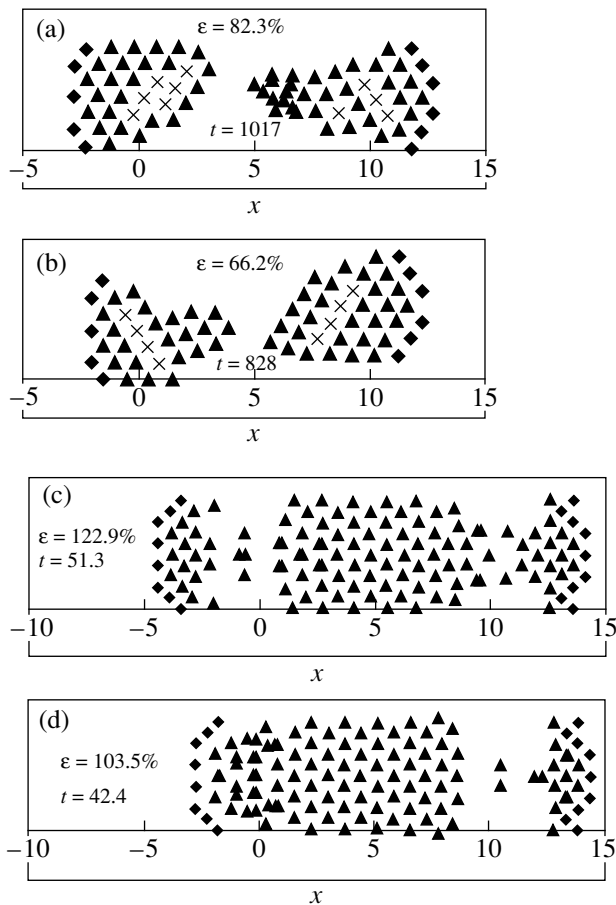 (a)
ε = 82.3%
t = 1017
−5 0 5 10 15
x
(b)
ε = 66.2%
t = 828
−5 0 5 10 15
x
(c)
ε = 122.9%
t = 51.3
−10 −5 0 5 10 15
x
(d)
ε = 103.5%
t = 42.4
−10 −5 0 5 10 15
x